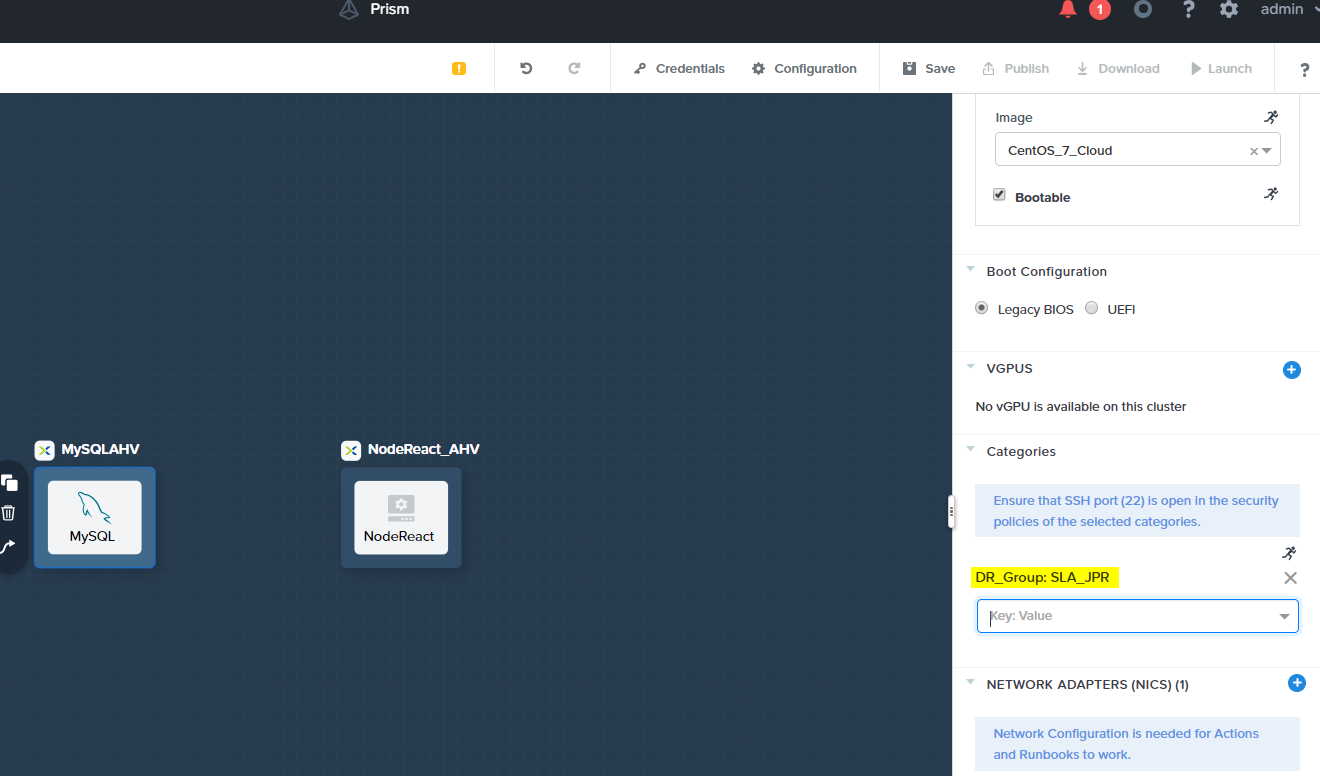 Prism
1
?
admin
Credentials
Configuration
Save
Publish
Download
Launch
?
Image
CentOS_7_Cloud
Bootable
Boot Configuration
Legacy BIOS
UEFI
VGPUS
No vGPU is available on this cluster
Categories
Ensure that SSH port (22) is open in the security
policies of the selected categories.
DR_Group: SLA_JPR
Key: Value
NETWORK ADAPTERS (NICS) (1)
Network Configuration is needed for Actions
and Runbooks to work.
MySQLAHV
MySQL
NodeReact_AHV
NodeReact